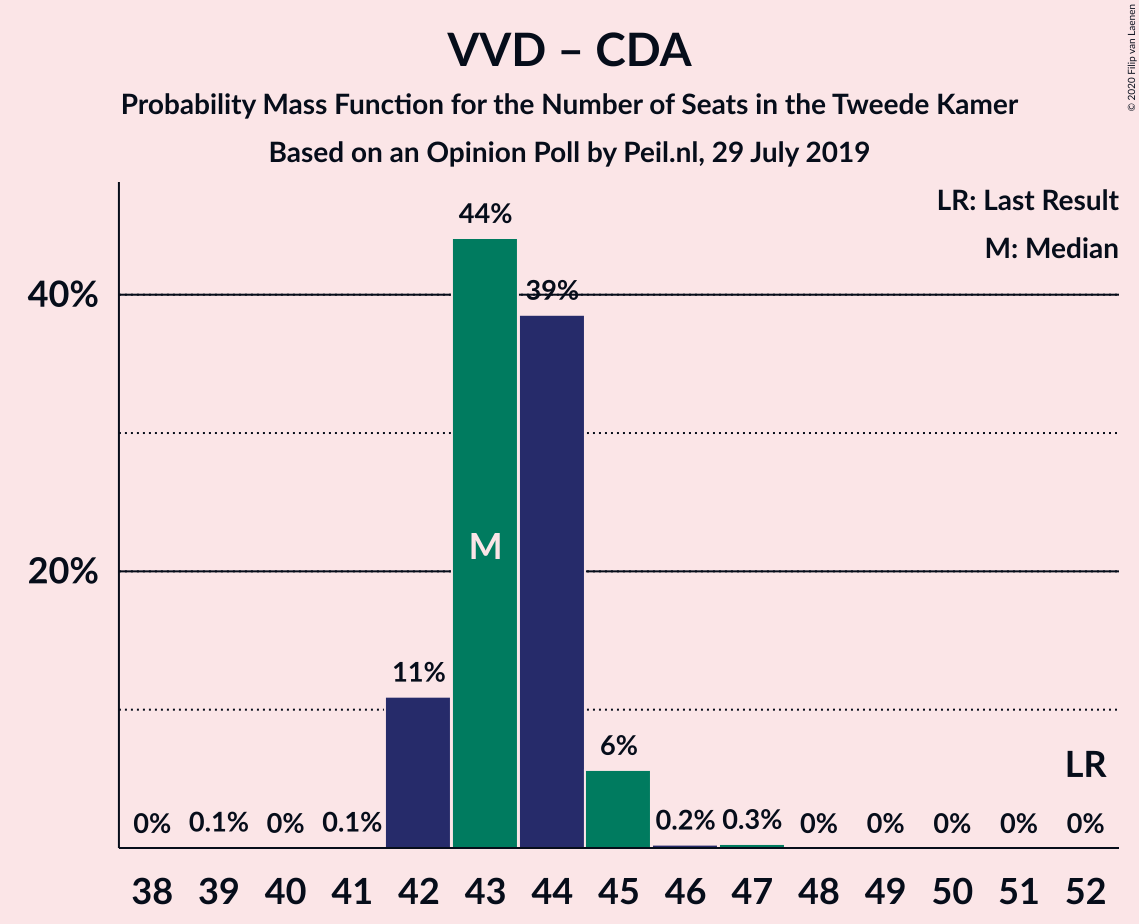 VVD – CDA
Probability Mass Function for the Number of Seats in the Tweede Kamer
Based on an Opinion Poll by Peil.nl, 29 July 2019
© 2020 Filip van Laenen
LR: Last Result
M: Median
40%
20%
0% 0.1% 0% 0.1% 11% 44% 39% 6% 0.2% 0.3% 0% 0% 0% 0% 0%
M
LR
38 39 40 41 42 43 44 45 46 47 48 49 50 51 52